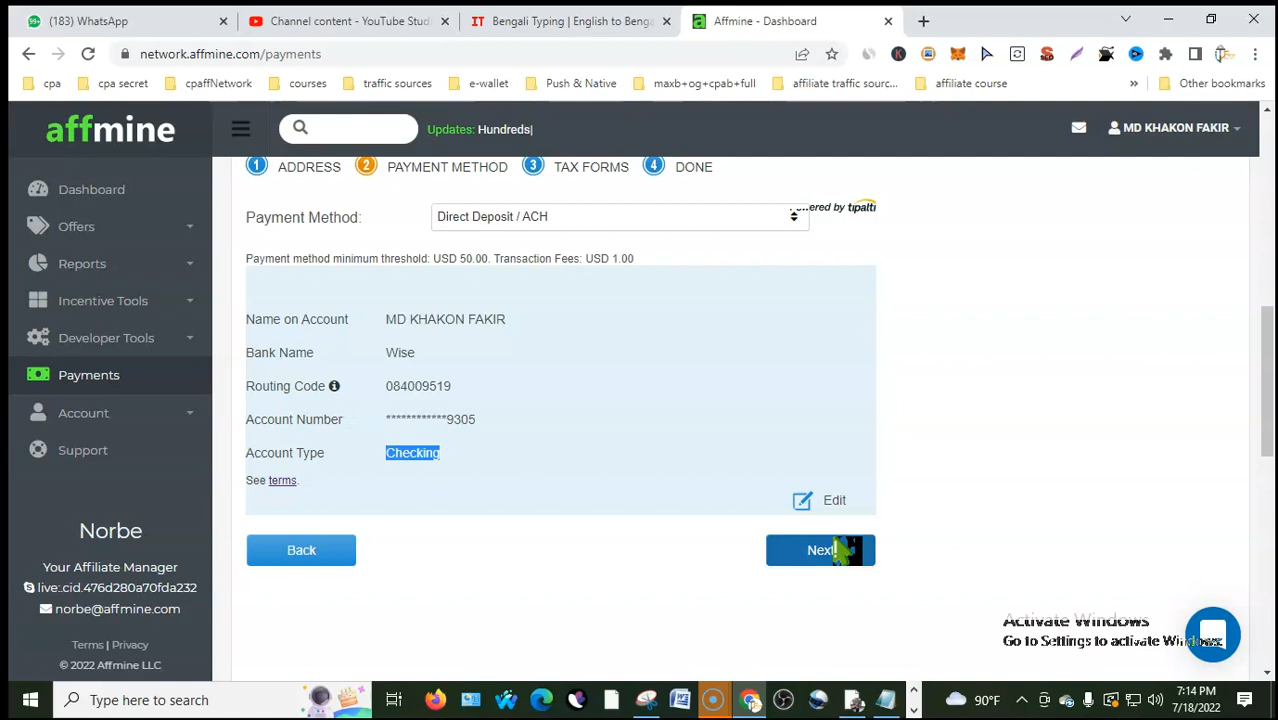 (183) WhatsApp
Channel content - YouTube Stud
Bengali Typing | English to Benga
Affmine - Dashboard
network.affmine.com/payments
cpa
cpa secret
cpaffNetwork
courses
traffic sources
e-wallet
Push & Native
maxb+og+cpab+full
affiliate traffic sourc...
affiliate course
»
Other bookmarks
affmine
Updates: Hundreds|
MD KHAKON FAKIR
Dashboard
Offers
Reports
Incentive Tools
Developer Tools
Payments
Account
Support
Norbe
Your Affiliate Manager
live:.cid.476d280a70fda232
norbe@affmine.com
Terms | Privacy
© 2022 Affmine LLC
1 ADDRESS 2 PAYMENT METHOD 3 TAX FORMS 4 DONE
Payment Method: Direct Deposit / ACH
Powered by tipalti
Payment method minimum threshold: USD 50.00. Transaction Fees: USD 1.00
Name on Account MD KHAKON FAKIR
Bank Name Wise
Routing Code 084009519
Account Number ************9305
Account Type Checking
See terms.
Edit
Back
Next
Activate Windows
Go to Settings to activate Windows.
Type here to search
90°F
7:14 PM
7/18/2022